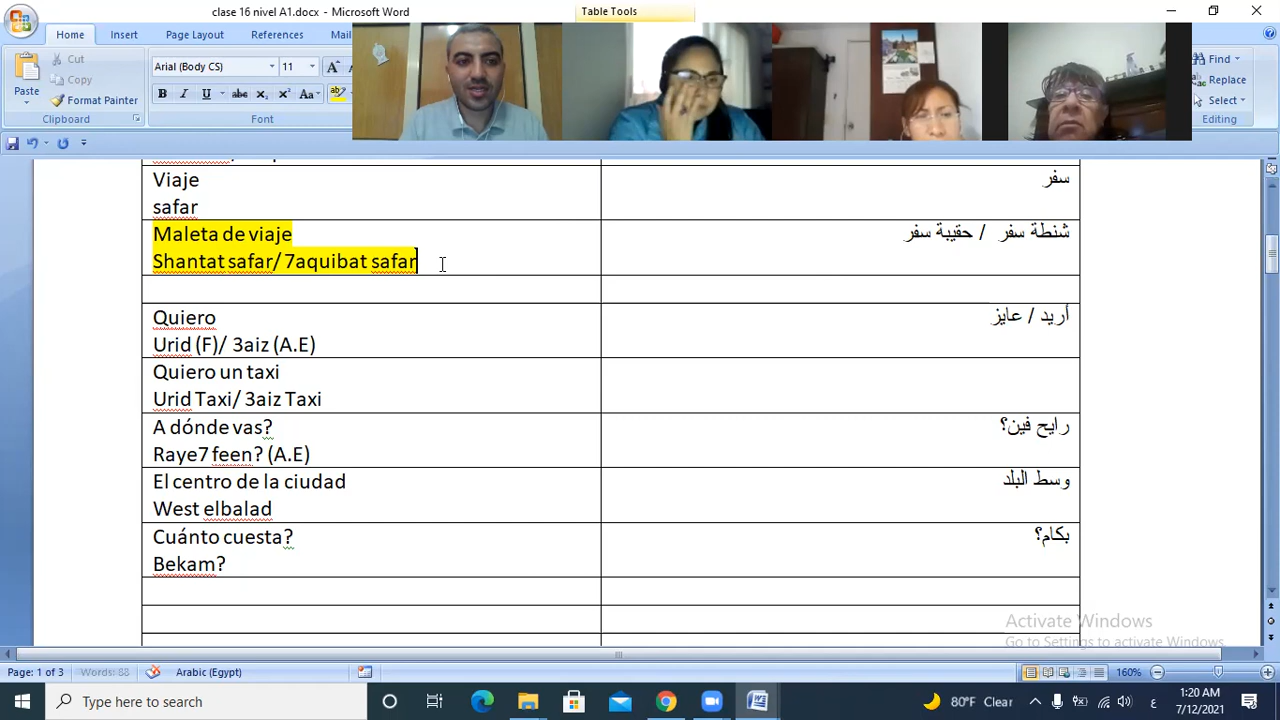 clase 16 nivel A1.docx - Microsoft Word
Table Tools
Home
Insert
Page Layout
References
Cut
Copy
Format Painter
Paste
Clipboard
Arial (Body CS)
11
B I U
Aa
Font
Find
Replace
Select
Editing
Viaje
safar
سفر
Maleta de viaje
Shantat safar/ 7aquibat safar
شنطة سفر / حقيبة سفر
Quiero
Urid (F)/ 3aiz (A.E)
أريد / عايز
Quiero un taxi
Urid Taxi/ 3aiz Taxi
A dónde vas?
Raye7 feen? (A.E)
رايح فين؟
El centro de la ciudad
West elbalad
وسط البلد
Cuánto cuesta?
Bekam?
بكام؟
Activate Windows
Go to Settings to activate Windows.
Page: 1 of 3
Words: 88
Arabic (Egypt)
160%
Type here to search
80°F Clear
ع
1:20 AM
7/12/2021